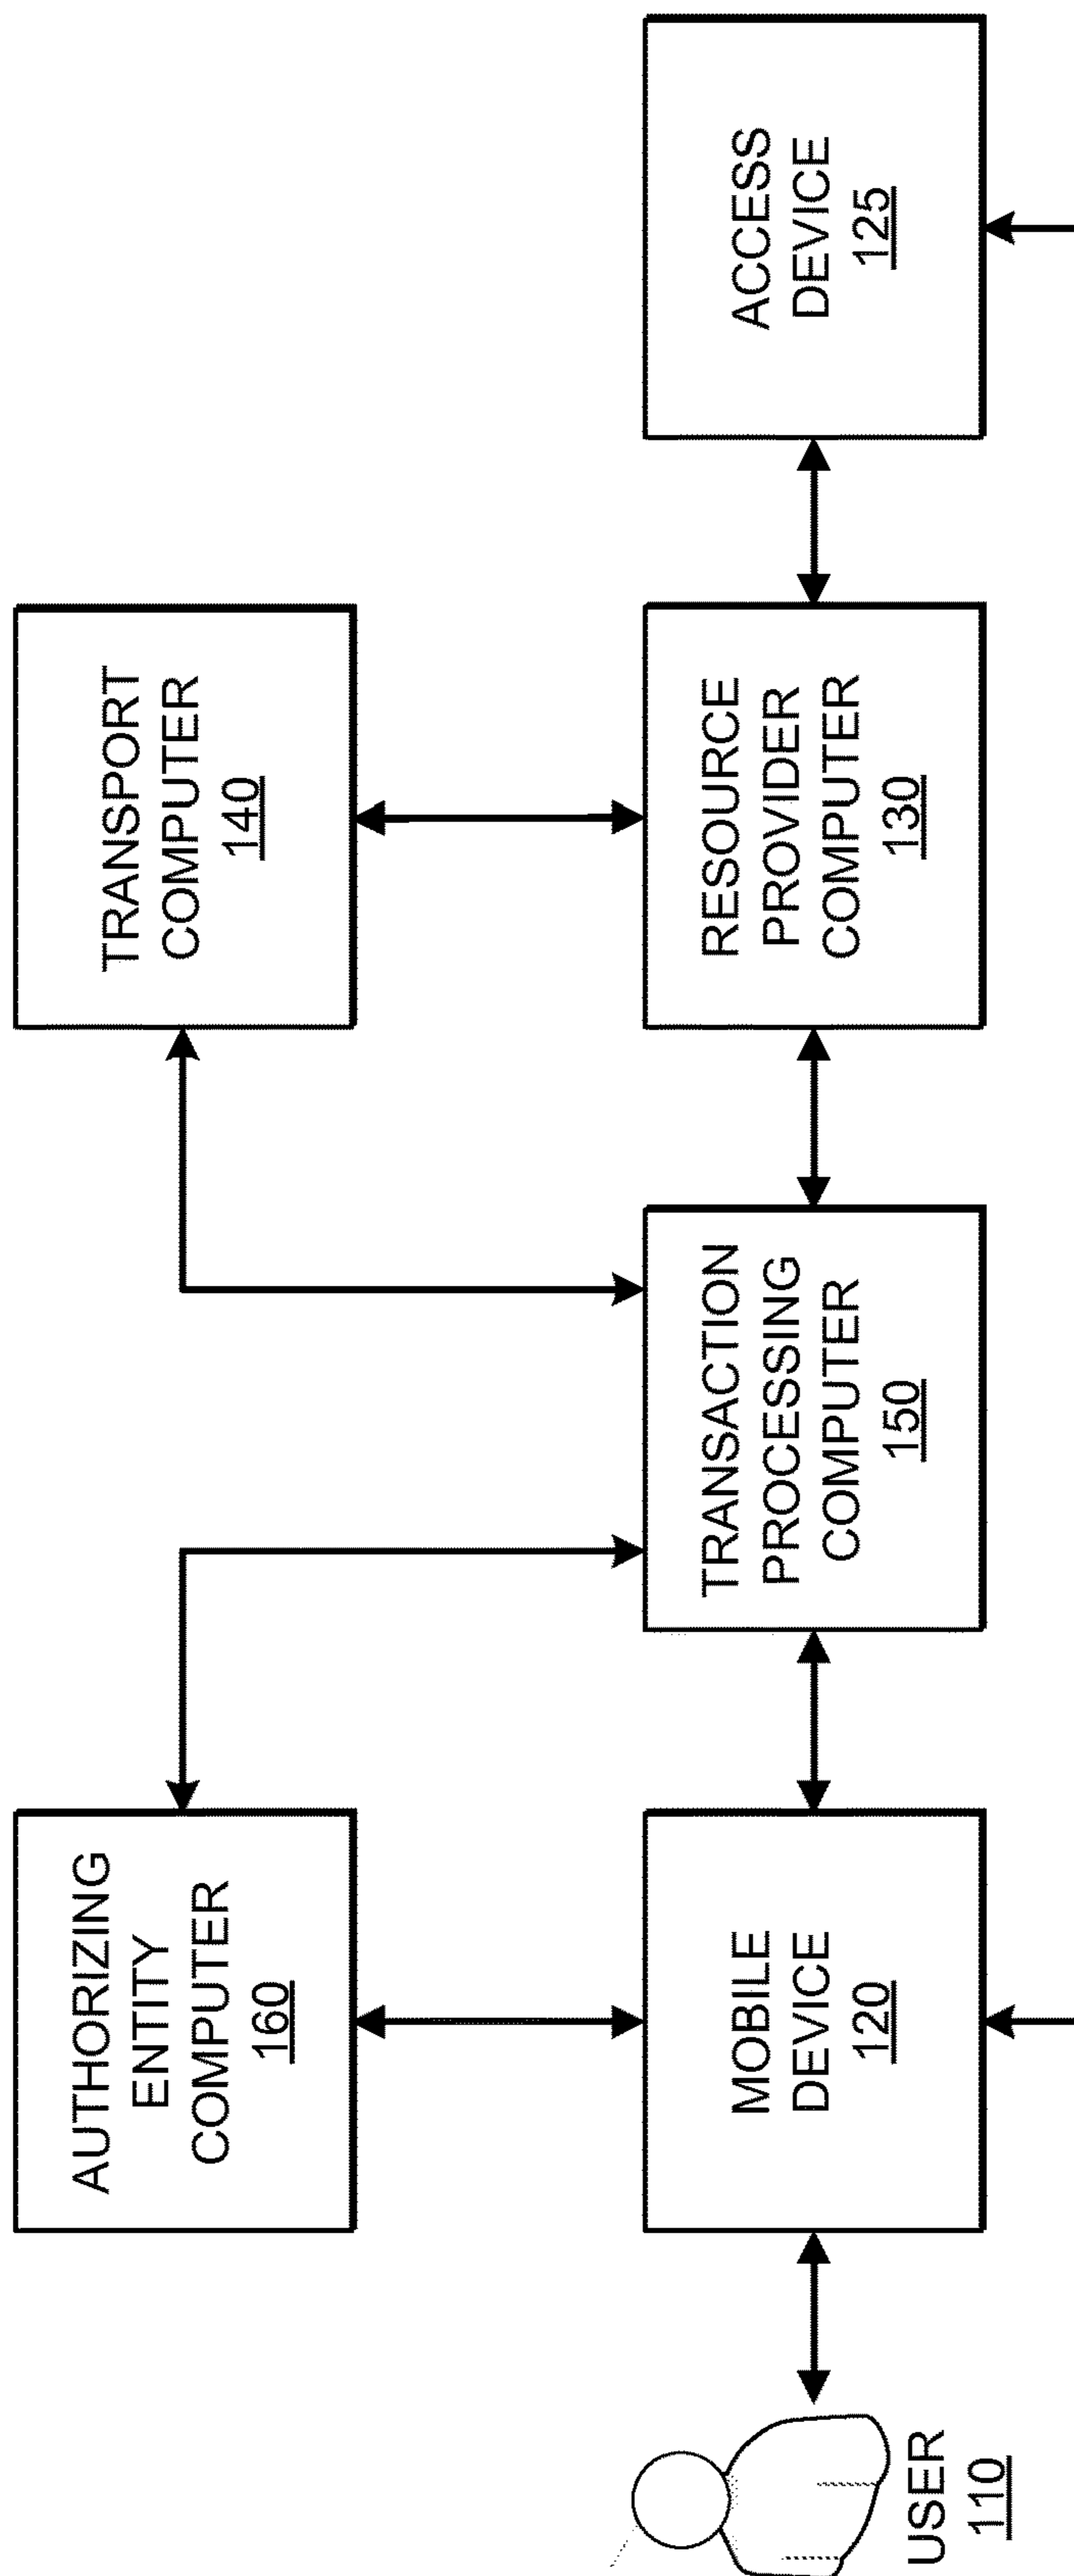 AUTHORIZING
ENTITY
COMPUTER
160
TRANSPORT
COMPUTER
140
USER
110
MOBILE
DEVICE
120
TRANSACTION
PROCESSING
COMPUTER
150
RESOURCE
PROVIDER
COMPUTER
130
ACCESS
DEVICE
125